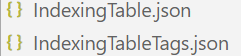 {} IndexingTable.json
{} IndexingTableTags.json